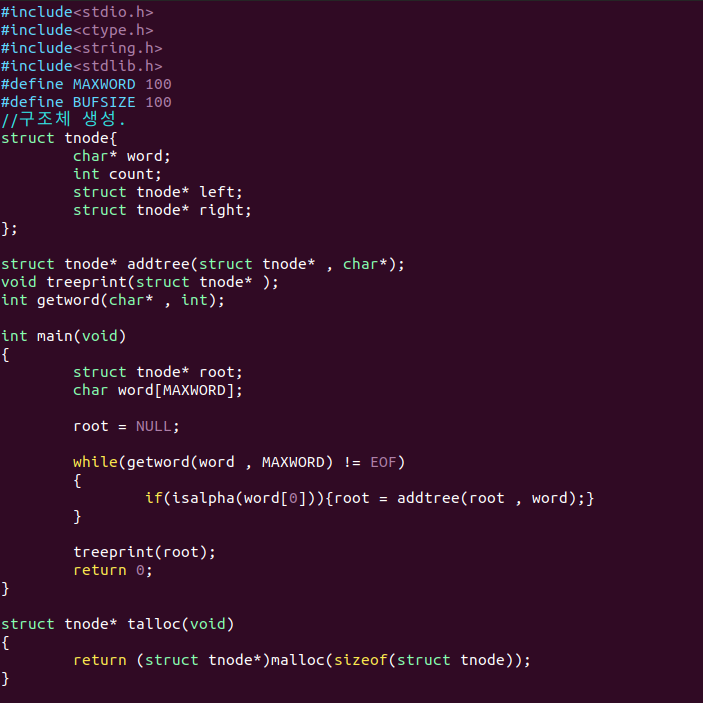 #include<stdio.h>
#include<ctype.h>
#include<string.h>
#include<stdlib.h>
#define MAXWORD 100
#define BUFSIZE 100
//구조체 생성.
struct tnode{
        char* word;
        int count;
        struct tnode* left;
        struct tnode* right;
};

struct tnode* addtree(struct tnode* , char*);
void treeprint(struct tnode* );
int getword(char* , int);

int main(void)
{
        struct tnode* root;
        char word[MAXWORD];

        root = NULL;

        while(getword(word , MAXWORD) != EOF)
        {
                if(isalpha(word[0])){root = addtree(root , word);}
        }

        treeprint(root);
        return 0;
}

struct tnode* talloc(void)
{
        return (struct tnode*)malloc(sizeof(struct tnode));
}